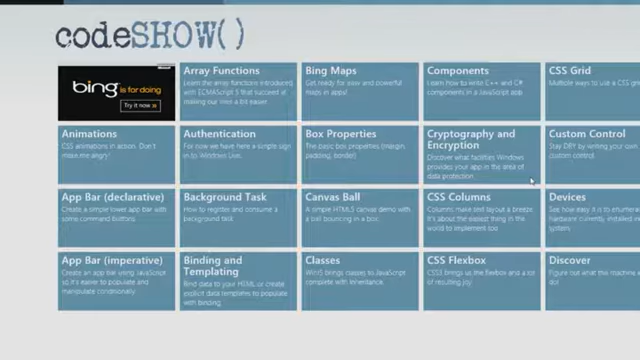 codeSHOW()
bing is for doing
Try it now »
Array Functions
Learn the array functions introduced
with ECMAScript 5 that succeed at
making our lives a bit easier
Bing Maps
Get ready for easy and powerful
maps in apps!
Components
Learn how to write C++ and C#
components in a JavaScript app
CSS Grid
Multiple ways to use a CSS grid
Animations
CSS animations in action. Don't
make me angry!
Authentication
For now we have here a simple sign
in to Windows Live.
Box Properties
The basic box properties (margin,
padding, border)
Cryptography and
Encryption
Discover what facilities Windows
provides your app in the area of
data protection
Custom Control
Stay DRY by writing your own
custom control.
App Bar (declarative)
Create a simple lower app bar with
some command buttons.
Background Task
How to register and consume a
background task
Canvas Ball
A simple HTML5 canvas demo with
a ball bouncing in a box.
CSS Columns
Columns make and layout a breeze
It's about the easiest thing in the
world to implement too
Devices
See how easy it is to enumerate
hardware currently installed in
system.
App Bar (imperative)
Create an app bar using JavaScript
so it's easier to populate and
manipulate conditionally.
Binding and
Templating
Bind data to your HTML or create
explicit data templates to populate
with binding.
Classes
WinJS brings classes to JavaScript
complete with inheritance.
CSS Flexbox
CSS3 brings us the flexbox and a lot
of resulting joy
Discover
Figure out what the machine
do